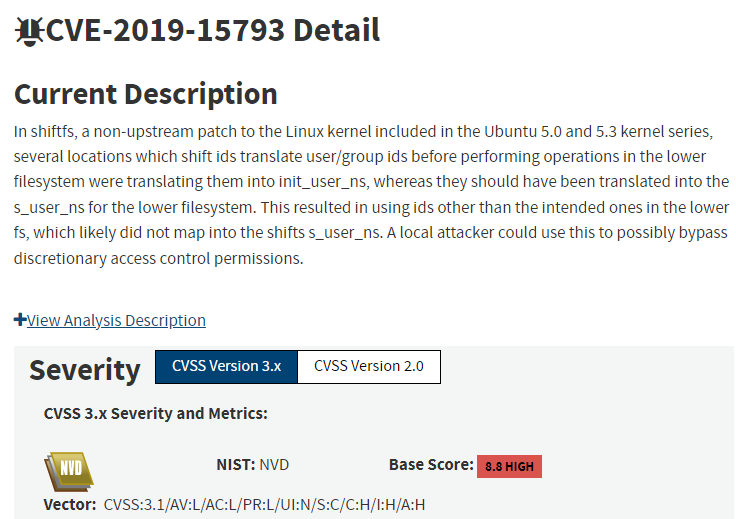 CVE-2019-15793 Detail
Current Description
In shiftfs, a non-upstream patch to the Linux kernel included in the Ubuntu 5.0 and 5.3 kernel series,
several locations which shift ids translate user/group ids before performing operations in the lower
filesystem were translating them into init_user_ns, whereas they should have been translated into the
s_user_ns for the lower filesystem. This resulted in using ids other than the intended ones in the lower
fs, which likely did not map into the shifts s_user_ns. A local attacker could use this to possibly bypass
discretionary access control permissions.
+View Analysis Description
Severity CVSS Version 3.x CVSS Version 2.0
CVSS 3.x Severity and Metrics:
NVD NIST: NVD Base Score: 8.8 HIGH
Vector: CVSS:3.1/AV:L/AC:L/PR:L/UI:N/S:C/C:H/I:H/A:H